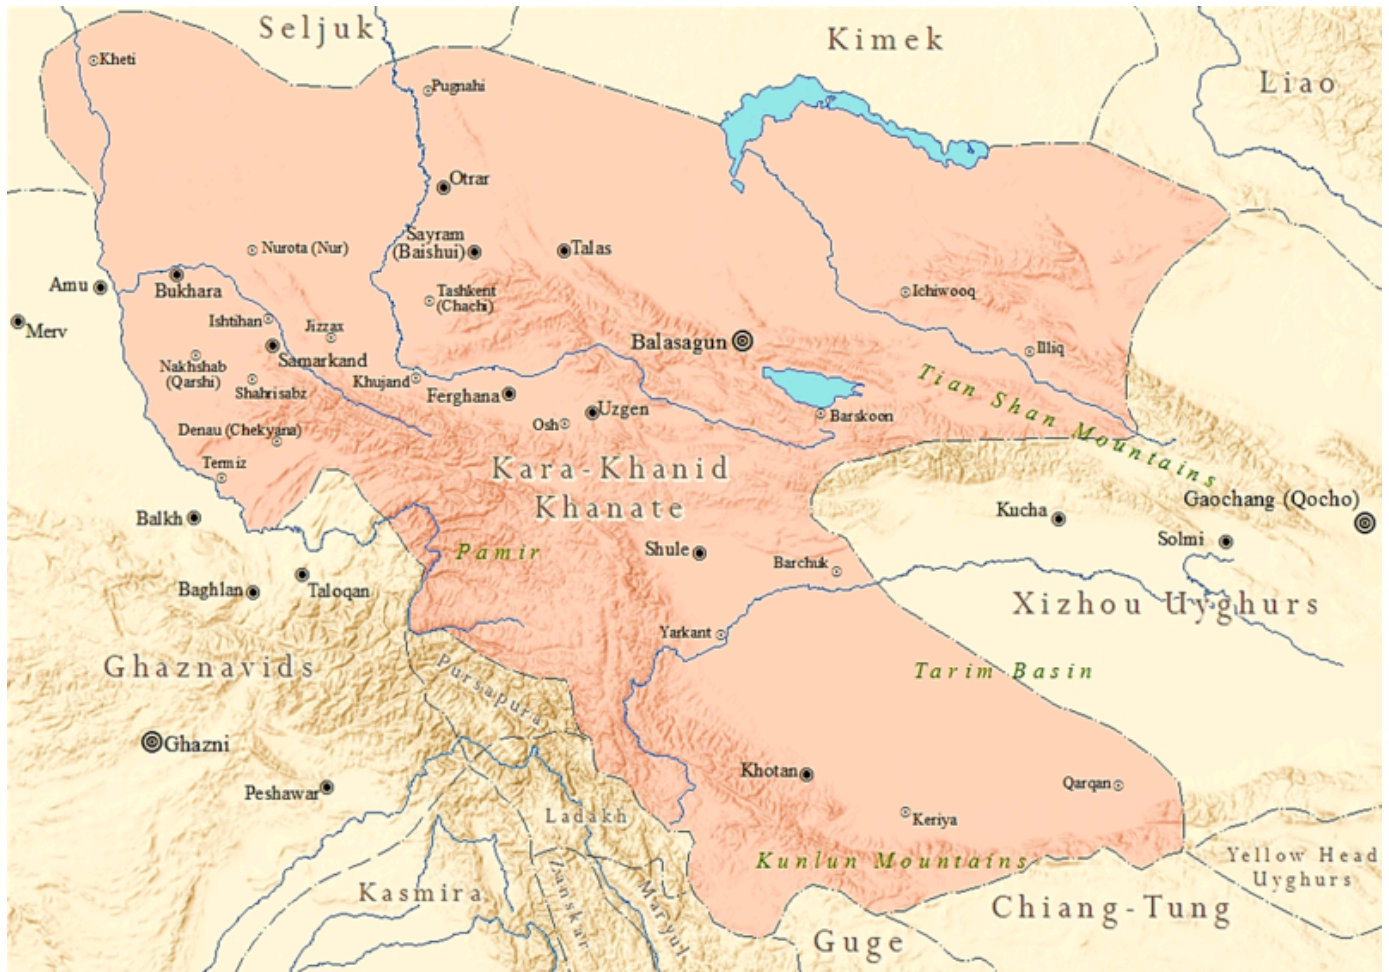 Seljuk
Kimek
Liao
Kheti
Pugnahi
Otrar
Nurota (Nur)
Sayram
(Baishui)
Talas
Amu
Bukhara
Tashkent
(Chachi)
Ichiwooq
Merv
Ishtihan
Jizzax
Balasagun
Illiq
Samarkand
Nakhshab
(Qarshi)
Shahrisabz
Khujand
Ferghana
Uzgen
Osh
Barskoon
Tian Shan Mountains
Denau (Chekyana)
Termiz
Kara-Khanid
Khanate
Gaochang (Qocho)
Balkh
Kucha
Solmi
Pamir
Shule
Barchuk
Baghlan
Taloqan
Xizhou Uyghurs
Yarkant
Ghaznavids
Pursapura
Tarim Basin
Ghazni
Peshawar
Khotan
Qarqan
Ladakh
Keriya
Kunlun Mountains
Yellow Head
Uyghurs
Kasmira
Zanskar
Maryul
Chiang-Tung
Guge